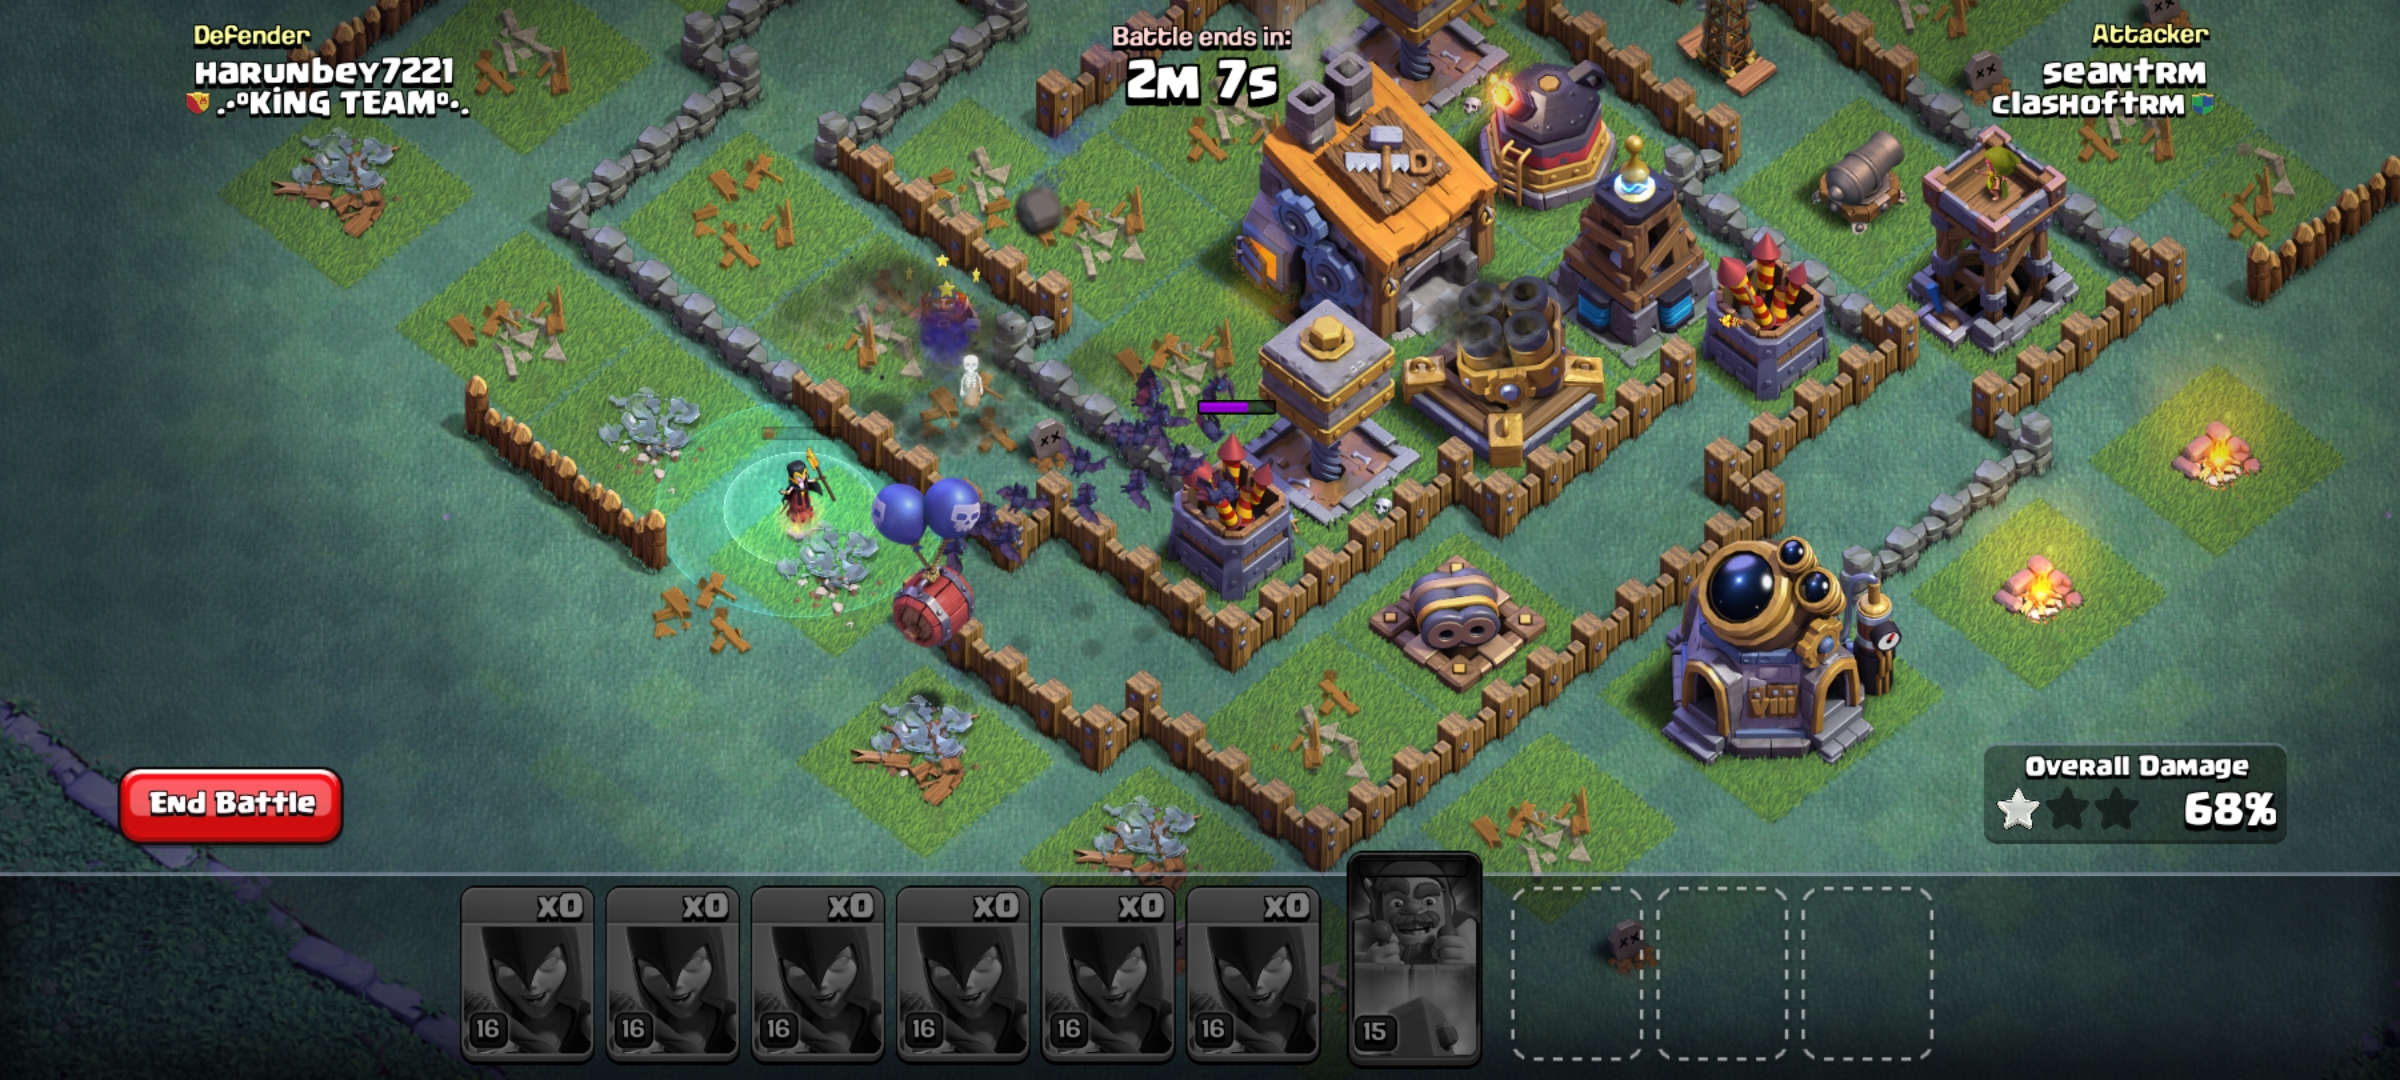 Defender
HARUNbEY7221
.•°KiNG TEAM°•.
Battle ends in:
2M 7s
Attacker
seantRM
clashoftRM
VIII
End Battle
Overall Damage
68%
x0
x0
x0
x0
x0
x0
16
16
16
16
16
16
15